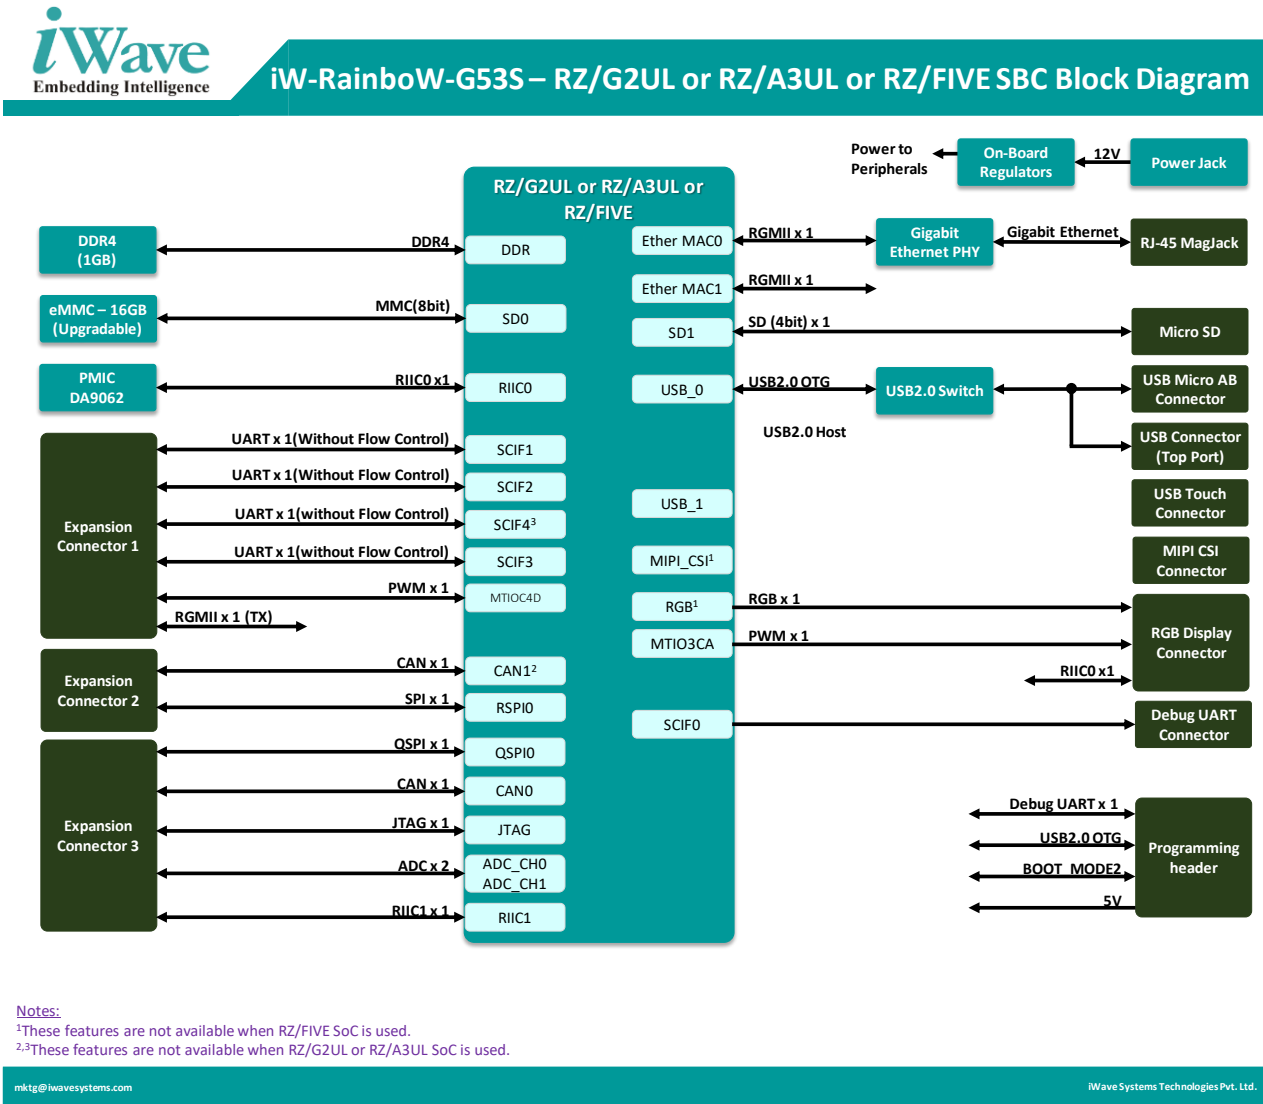 iWave
Embedding Intelligence
iW-RainboW-G53S – RZ/G2UL or RZ/A3UL or RZ/FIVE SBC Block Diagram
Power to
Peripherals
On-Board
Regulators
12V
Power Jack
RZ/G2UL or RZ/A3UL or
RZ/FIVE
DDR4
(1GB)
DDR4
DDR
Ether MAC0
RGMII x 1
Gigabit
Ethernet PHY
Gigabit Ethernet
RJ-45 MagJack
Ether MAC1
RGMII x 1
eMMC – 16GB
(Upgradable)
MMC(8bit)
SD0
SD1
SD (4bit) x 1
Micro SD
PMIC
DA9062
RIIC0 x1
RIIC0
USB_0
USB2.0 OTG
USB2.0 Switch
USB Micro AB
Connector
USB2.0 Host
USB Connector
(Top Port)
Expansion
Connector 1
UART x 1(Without Flow Control)
SCIF1
UART x 1(Without Flow Control)
SCIF2
UART x 1(without Flow Control)
SCIF4³
UART x 1(without Flow Control)
SCIF3
PWM x 1
MTIOC4D
RGMII x 1 (TX)
USB_1
USB Touch
Connector
MIPI_CSI¹
MIPI CSI
Connector
RGB¹
RGB x 1
MTIO3CA
PWM x 1
RGB Display
Connector
RIIC0 x1
Expansion
Connector 2
CAN x 1
CAN1²
SPI x 1
RSPI0
SCIF0
Debug UART
Connector
Expansion
Connector 3
QSPI x 1
QSPI0
CAN x 1
CAN0
JTAG x 1
JTAG
ADC x 2
ADC_CH0
ADC_CH1
RIIC1 x 1
RIIC1
Debug UART x 1
USB2.0 OTG
BOOT_MODE2
5V
Programming
header
Notes:
¹These features are not available when RZ/FIVE SoC is used.
²,³These features are not available when RZ/G2UL or RZ/A3UL SoC is used.
mktg@iwavesystems.com
iWave Systems Technologies Pvt. Ltd.